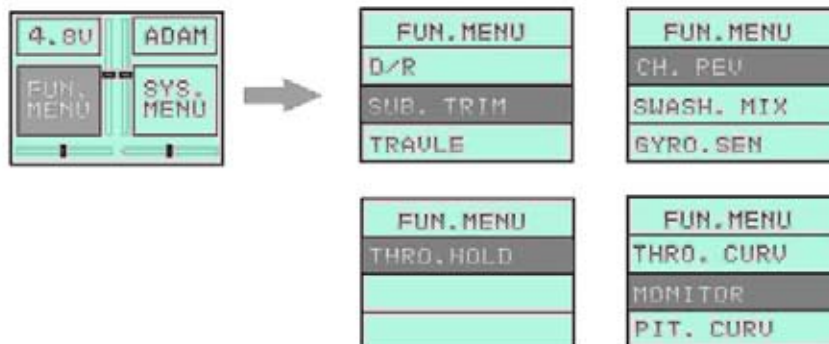 4.8V
ADAM
FUN.
MENU
SYS.
MENU
FUN.MENU
D/R
SUB. TRIM
TRAVLE
FUN.MENU
CH. PEV
SWASH. MIX
GYRO.SEN
FUN.MENU
THRO.HOLD
FUN.MENU
THRO. CURV
MONITOR
PIT. CURV